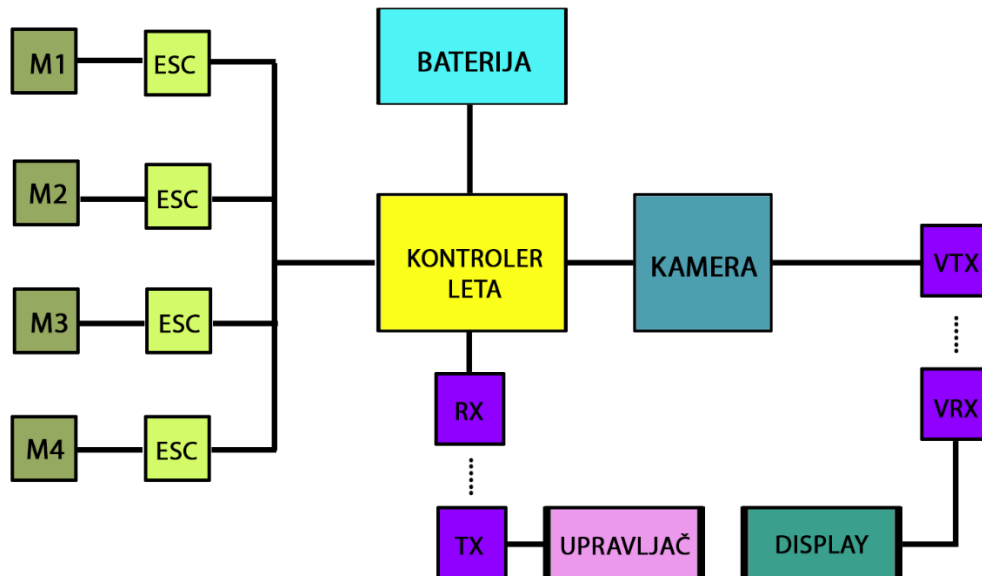 M1
ESC
BATERIJA
M2
ESC
KONTROLER
LETA
KAMERA
VTX
M3
ESC
RX
VRX
M4
ESC
TX
UPRAVLJAČ
DISPLAY